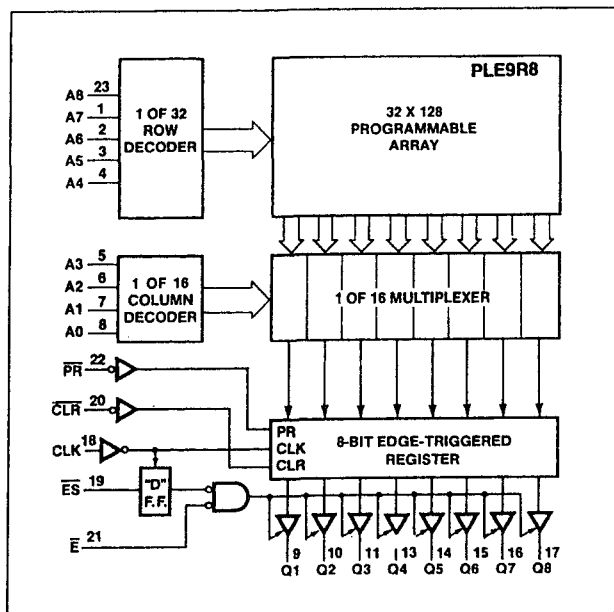 PLE9R8
A8 23
A7 1
A6 2
A5 3
A4 4
1 OF 32
ROW
DECODER
32 X 128
PROGRAMMABLE
ARRAY
A3 5
A2 6
A1 7
A0 8
1 OF 16
COLUMN
DECODER
1 OF 16 MULTIPLEXER
PR 22
CLR 20
CLK 18
ES 19
E 21
"D"
F.F.
PR
CLK
CLR
8-BIT EDGE-TRIGGERED
REGISTER
9 10 11 13 14 15 16 17
Q1 Q2 Q3 Q4 Q5 Q6 Q7 Q8